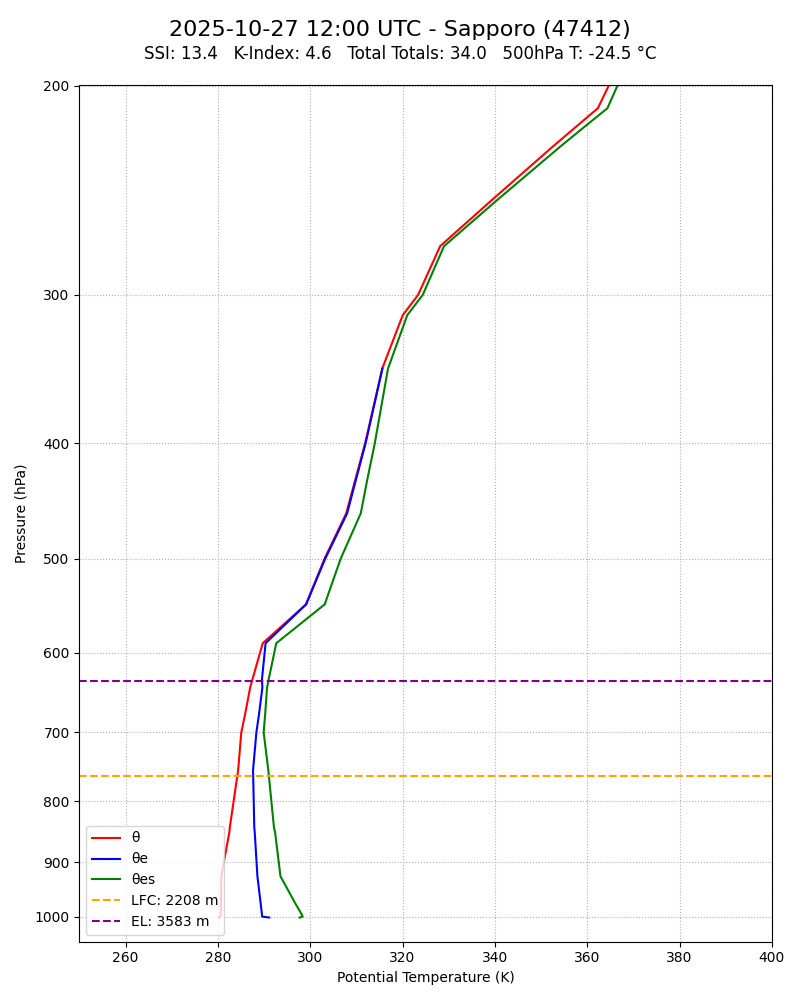 2025-10-27 12:00 UTC - Sapporo (47412)
SSI: 13.4 K-Index: 4.6 Total Totals: 34.0 500hPa T: -24.5 °C
200
300
400
500
600
700
800
900
1000
Pressure (hPa)
θ
θe
θes
LFC: 2208 m
EL: 3583 m
260 280 300 320 340 360 380 400
Potential Temperature (K)